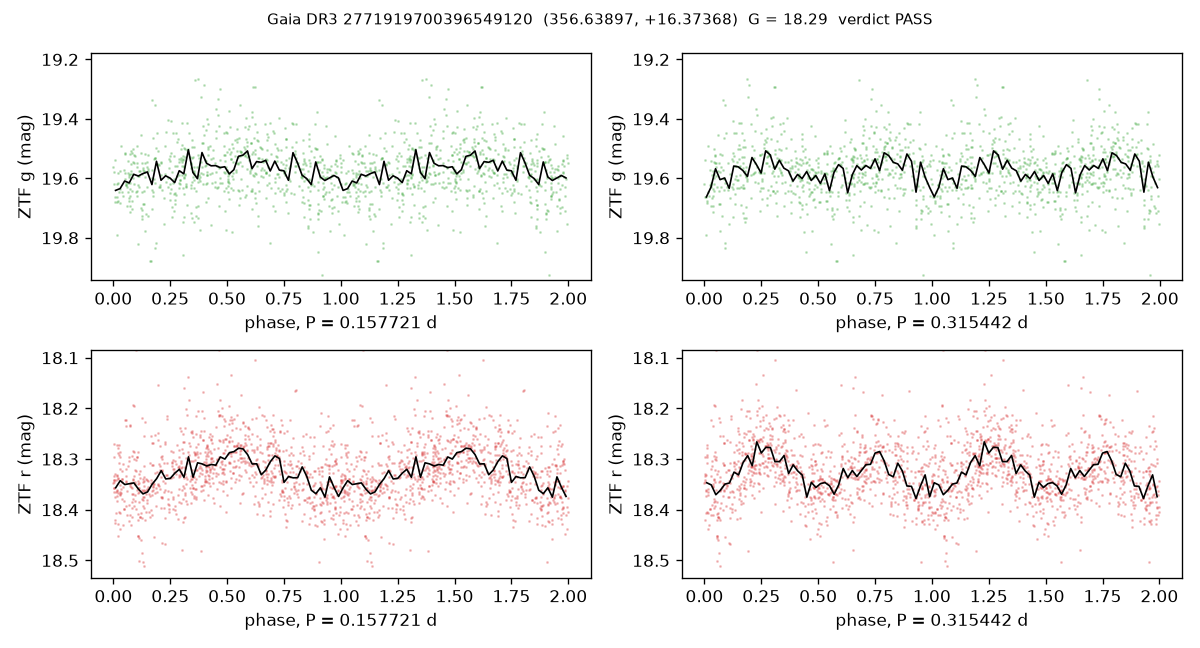 Gaia DR3 2771919700396549120 (356.63897, +16.37368) G = 18.29 verdict PASS
ZTF g (mag)
19.2
19.4
19.6
19.8
0.00 0.25 0.50 0.75 1.00 1.25 1.50 1.75 2.00
phase, P = 0.157721 d
ZTF g (mag)
19.2
19.4
19.6
19.8
0.00 0.25 0.50 0.75 1.00 1.25 1.50 1.75 2.00
phase, P = 0.315442 d
ZTF r (mag)
18.1
18.2
18.3
18.4
18.5
0.00 0.25 0.50 0.75 1.00 1.25 1.50 1.75 2.00
phase, P = 0.157721 d
ZTF r (mag)
18.1
18.2
18.3
18.4
18.5
0.00 0.25 0.50 0.75 1.00 1.25 1.50 1.75 2.00
phase, P = 0.315442 d